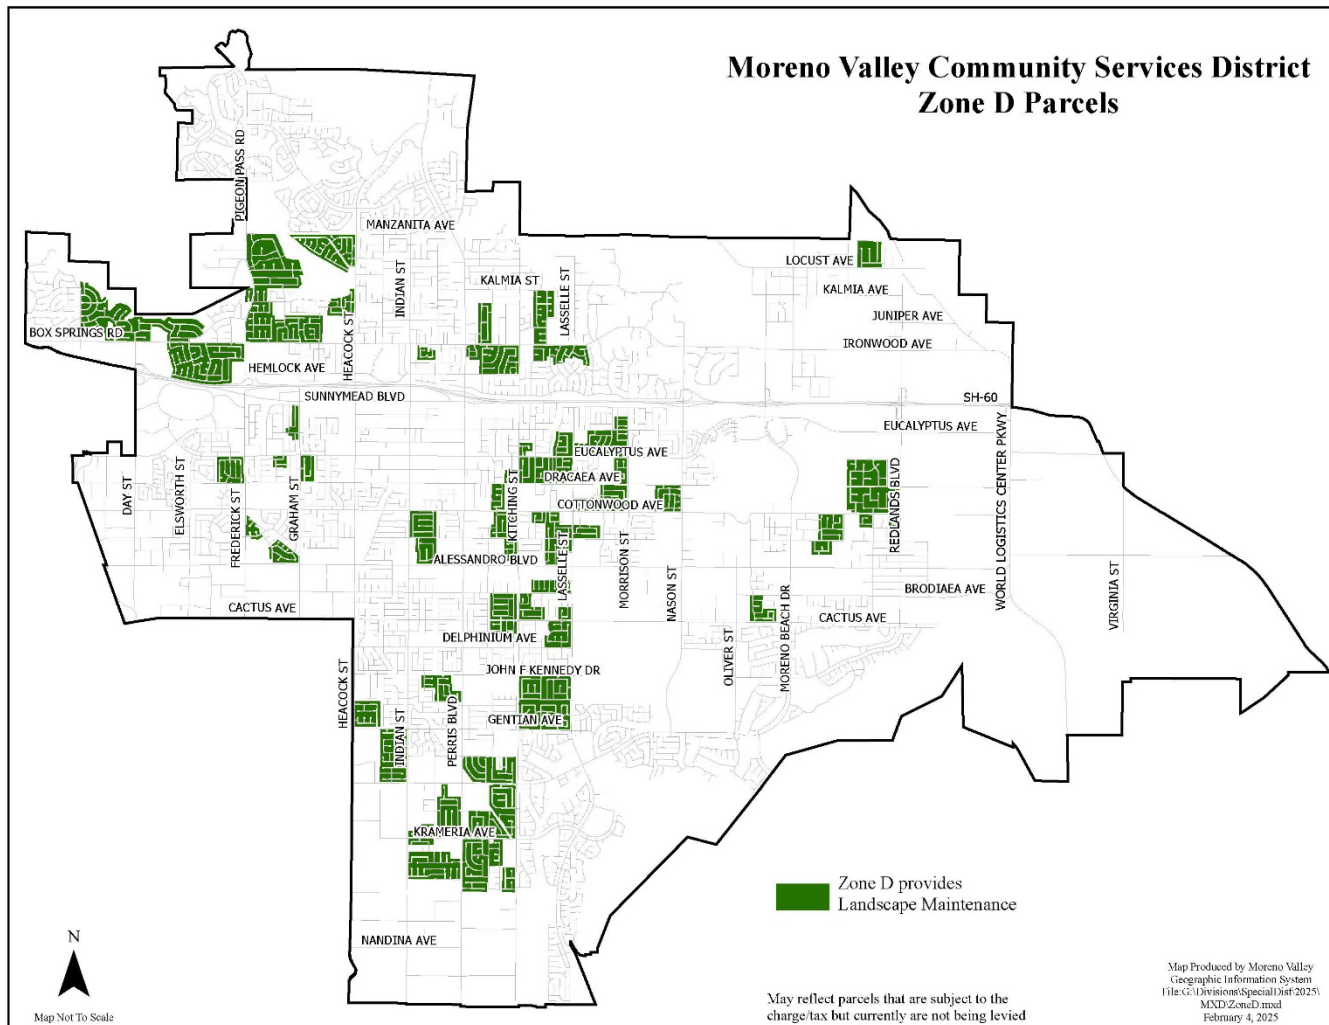 Moreno Valley Community Services District
Zone D Parcels
PIGEON PASS RD
MANZANITA AVE
LOCUST AVE
INDIAN ST
KALMIA ST
LASSELLE ST
KALMIA AVE
JUNIPER AVE
BOX SPRINGS RD
HEACOCK ST
IRONWOOD AVE
HEMLOCK AVE
SUNNYMEAD BLVD
SH-60
EUCALYPTUS AVE
EUCALYPTUS AVE
DAY ST
ELSWORTH ST
FREDERICK ST
GRAHAM ST
KITCHING ST
DRACAEA AVE
COTTONWOOD AVE
REDLANDS BLVD
WORLD LOGISTICS CENTER PKWY
ALESSANDRO BLVD
LASSELLE ST
MORRISON ST
NASON ST
BRODIAEA AVE
VIRGINIA ST
CACTUS AVE
MORENO BEACH DR
CACTUS AVE
DELPHINIUM AVE
OLIVER ST
JOHN F KENNEDY DR
HEACOCK ST
INDIAN ST
PERRIS BLVD
GENTIAN AVE
KRAMERIA AVE
Zone D provides
Landscape Maintenance
NANDINA AVE
N
Map Not To Scale
May reflect parcels that are subject to the
charge/tax but currently are not being levied
Map Produced by Moreno Valley
Geographic Information System
File:G:\Divisions\SpecialDist\2025\
MXD\ZoneD.mxd
February 4, 2025